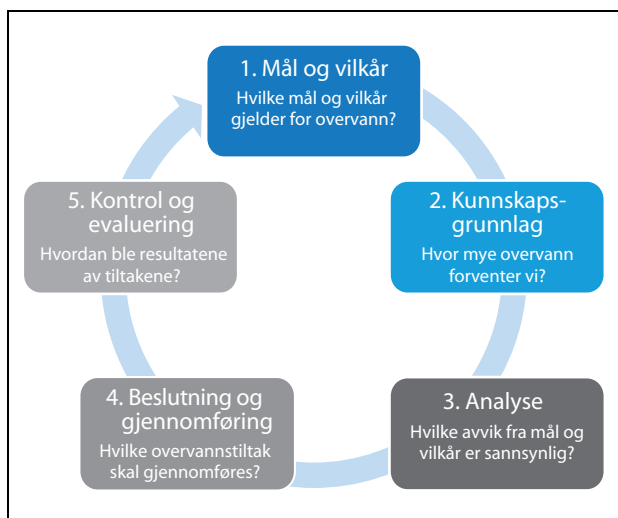 1. Mål og vilkår
Hvilke mål og vilkår
gjelder for overvann?
2. Kunnskaps-
grunnlag
Hvor mye overvann
forventer vi?
3. Analyse
Hvilke avvik fra mål og
vilkår er sannsynlig?
4. Beslutning og
gjennomföring
Hvilke overvannstiltak
skal gjennomföres?
5. Kontrol og
evaluering
Hvordan ble resultatene
av tiltakene?